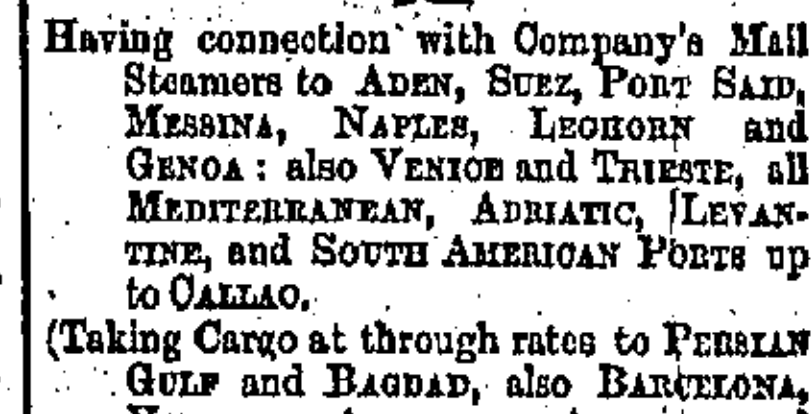 Having connection with Company's Mail
Steamers to ADEN, SUEZ, PORT SAID,
MESSINA, NAPLES, LEGHORN and
GENOA : also VENICE and TRIESTE, all
MEDITERRANEAN, ADRIATIC, LEVAN-
TINE, and SOUTH AMERICAN PORTS up
to CALLAO.
(Taking Cargo at through rates to PERSIAN
GULF and BAGDAD, also BARCELONA,